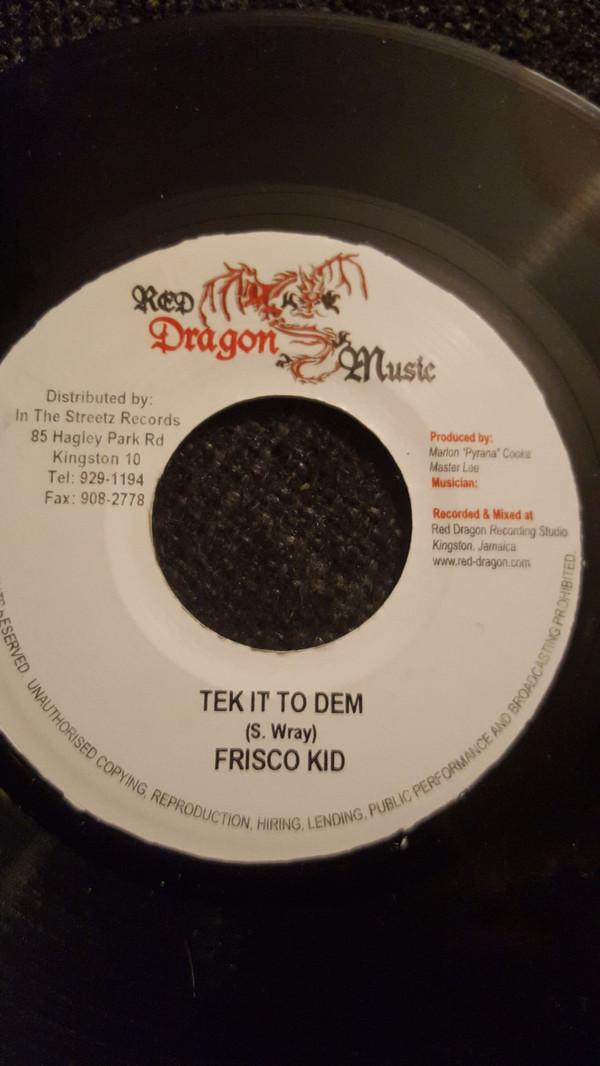 RED
Dragon
Music
Distributed by:
In The Streetz Records
85 Hagley Park Rd
Kingston 10
Tel: 929-1194
Fax: 908-2778
Produced by:
Marlon "Pyrana" Cooke
Master Lee
Musician:
Recorded & Mixed at
Red Dragon Recording Studio
Kingston, Jamaica
www.red-dragon.com
TEK IT TO DEM
(S. Wray)
FRISCO KID
RESERVED. UNAUTHORISED COPYING, REPRODUCTION, HIRING, LENDING, PUBLIC PERFORMANCE AND BROADCASTING PROHIBITED.